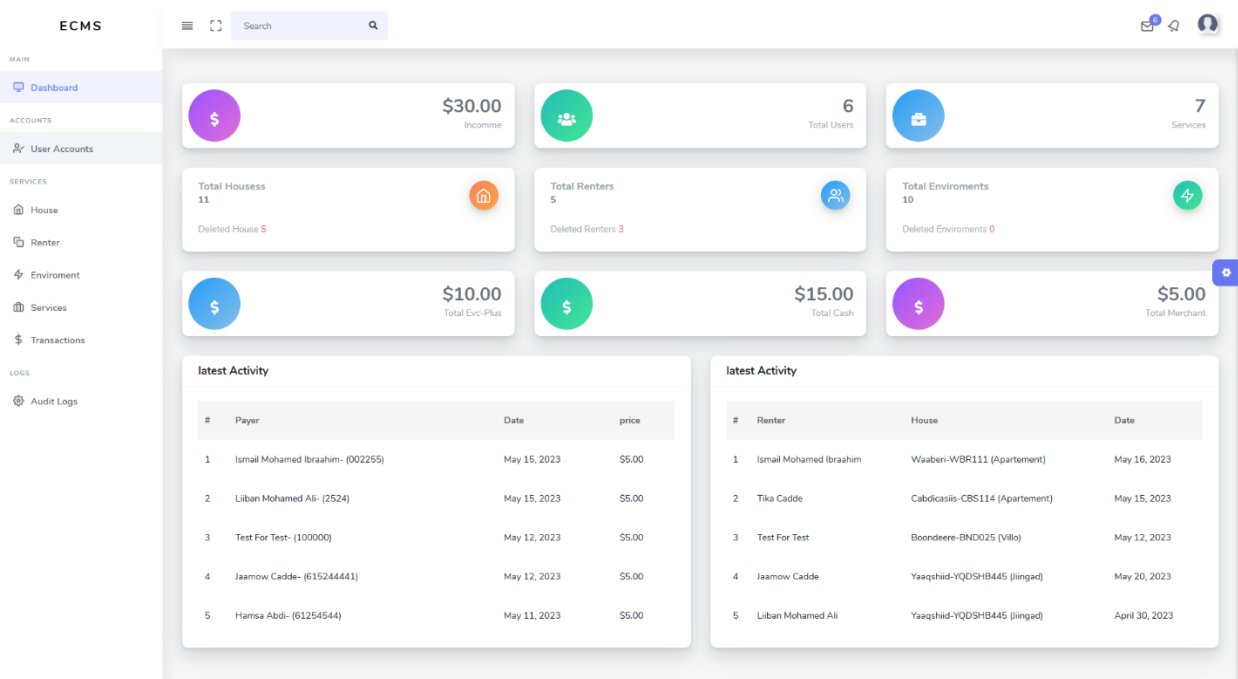 ECMS
Search
6
MAIN
Dashboard
ACCOUNTS
User Accounts
SERVICES
House
Renter
Enviroment
Services
Transactions
LOGS
Audit Logs
$30.00
Incomme
6
Total Users
7
Services
Total Housess
11
Deleted House 5
Total Renters
5
Deleted Renters 3
Total Enviroments
10
Deleted Enviroments 0
$10.00
Total Evc-Plus
$15.00
Total Cash
$5.00
Total Merchant
latest Activity
# Payer Date price
1 Ismail Mohamed Ibraahim- (002255) May 15, 2023 $5.00
2 Liiban Mohamed Ali- (2524) May 15, 2023 $5.00
3 Test For Test- (100000) May 12, 2023 $5.00
4 Jaamow Cadde- (615244441) May 12, 2023 $5.00
5 Hamsa Abdi- (61254544) May 11, 2023 $5.00
latest Activity
# Renter House Date
1 Ismail Mohamed Ibraahim Waaberi-WBR111 (Apartement) May 16, 2023
2 Tika Cadde Cabdicasiis-CBS114 (Apartement) May 15, 2023
3 Test For Test Boondeere-BND025 (Villo) May 12, 2023
4 Jaamow Cadde Yaaqshiid-YQDSHB445 (Jiingad) May 20, 2023
5 Liiban Mohamed Ali Yaaqshiid-YQDSHB445 (Jiingad) April 30, 2023